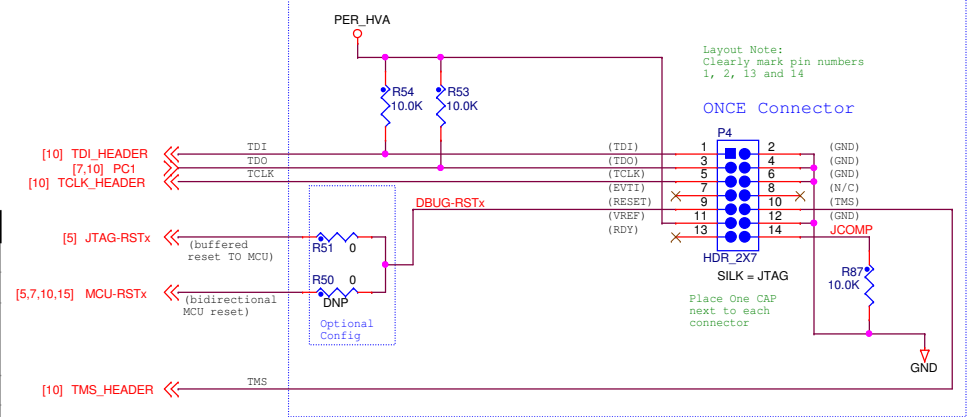 PER_HVA
Layout Note:
Clearly mark pin numbers
1, 2, 13 and 14
R54
10.0K
R53
10.0K
ONCE Connector
P4
[10] TDI_HEADER
TDI
(TDI)
1
2
(GND)
[7,10] PC1
TDO
(TDO)
3
4
(GND)
[10] TCLK_HEADER
TCLK
(TCLK)
5
6
(GND)
(EVTI)
7
8
(N/C)
DBUG-RSTx
(RESET)
9
10
(TMS)
(VREF)
11
12
(GND)
(RDY)
13
14
JCOMP
HDR_2X7
SILK = JTAG
[5] JTAG-RSTx
(buffered
reset TO MCU)
R51
0
R87
10.0K
[5,7,10,15] MCU-RSTx
(bidirectional
MCU reset)
R50
0
DNP
Optional
Config
Place One CAP
next to each
connector
GND
[10] TMS_HEADER
TMS